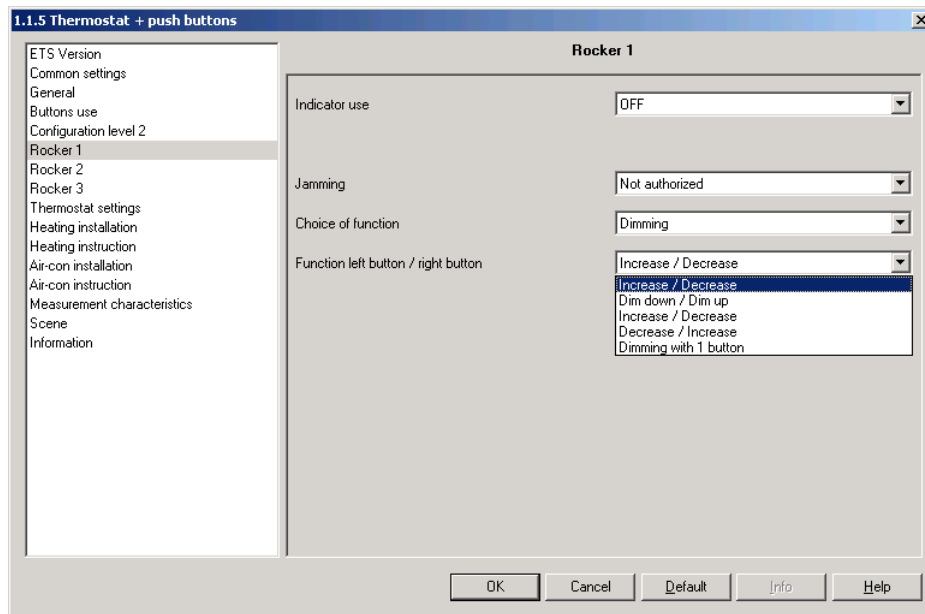 1.1.5 Thermostat + push buttons
ETS Version
Common settings
General
Buttons use
Configuration level 2
Rocker 1
Rocker 2
Rocker 3
Thermostat settings
Heating installation
Heating instruction
Air-con installation
Air-con instruction
Measurement characteristics
Scene
Information
Rocker 1
Indicator use
OFF
Jamming
Not authorized
Choice of function
Dimming
Function left button / right button
Increase / Decrease
Increase / Decrease
Dim down / Dim up
Increase / Decrease
Decrease / Increase
Dimming with 1 button
OK
Cancel
Default
Info
Help